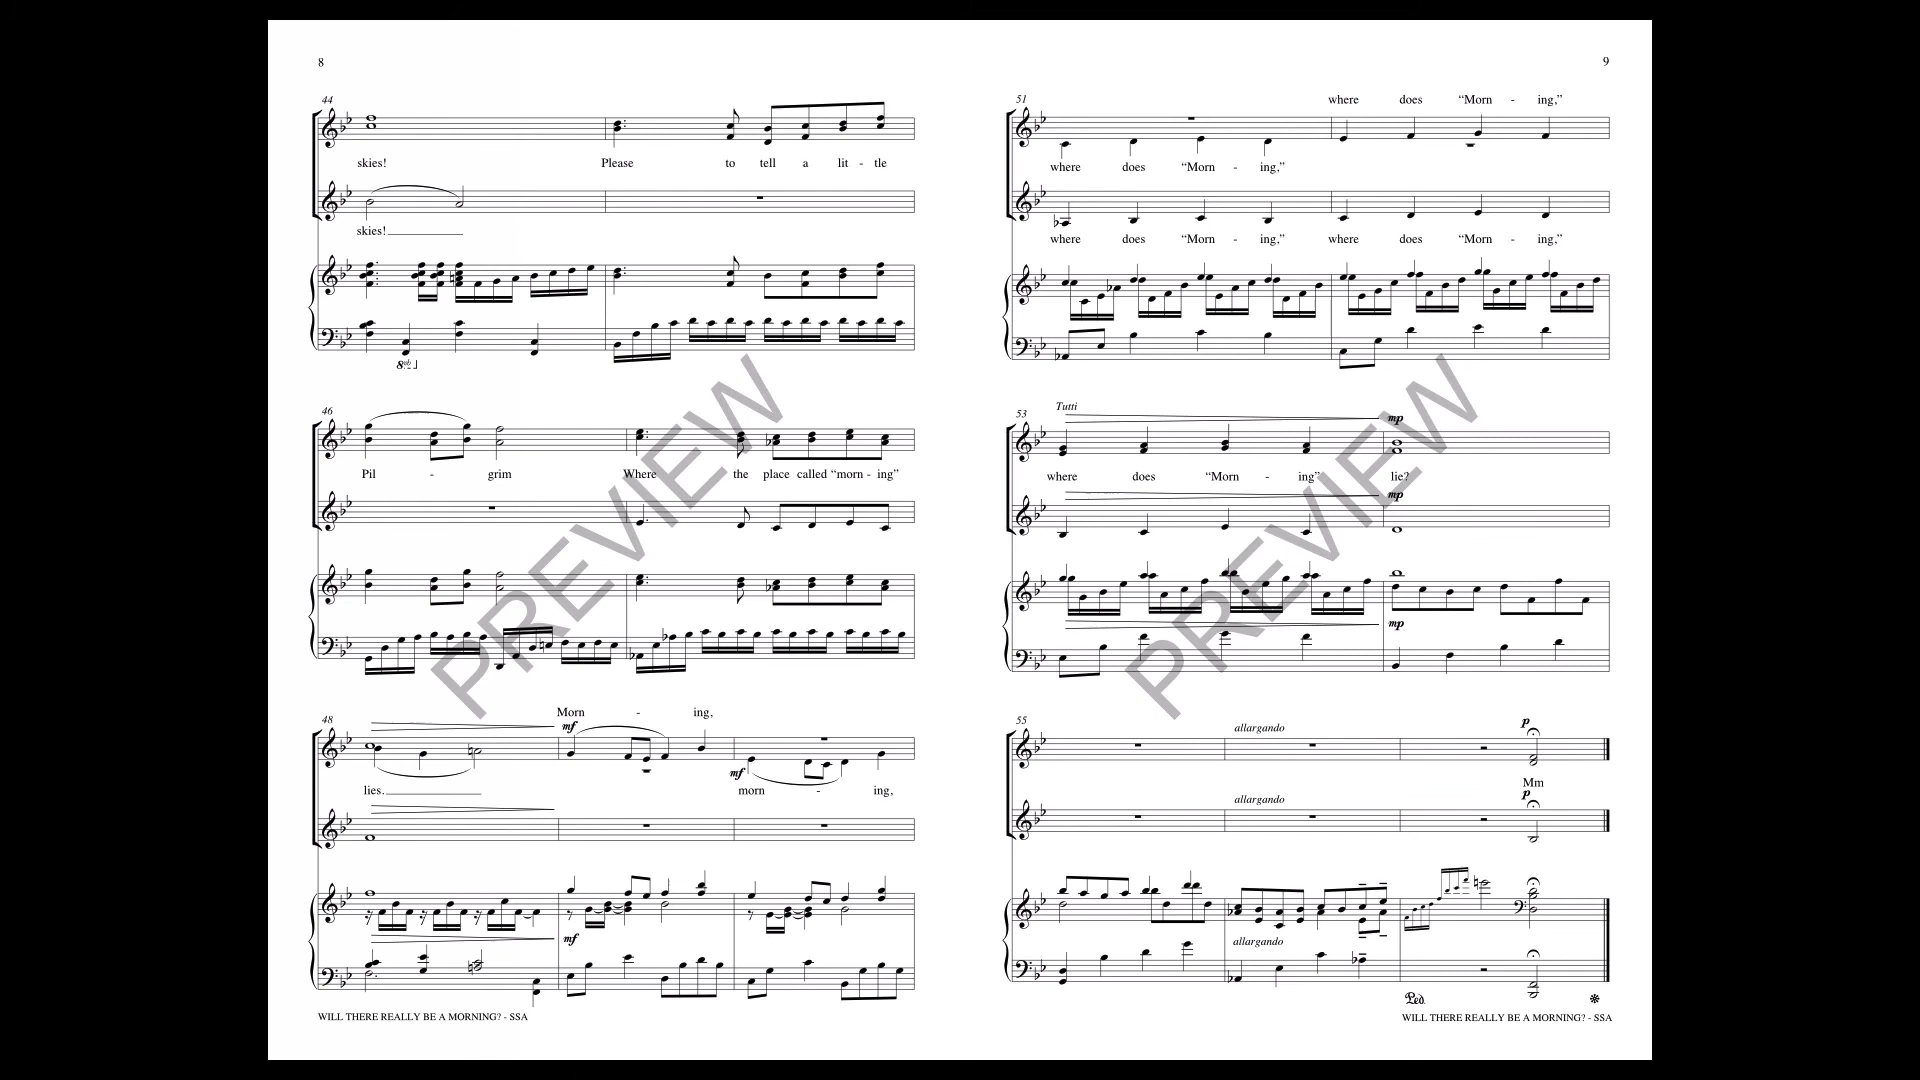 8
44
skies! Please to tell a lit - tle
skies!
8vb
46
Pil - grim Where the place called “morn - ing”
48
Morn - ing,
mf
mf
lies. morn - ing,
mf
WILL THERE REALLY BE A MORNING? - SSA
9
51
where does “Morn - ing,”
where does “Morn - ing,”
where does “Morn - ing,” where does “Morn - ing,”
53
Tutti
mp
where does “Morn - ing” lie?
mp
mp
55
allargando
p
Mm
allargando
p
allargando
Ped.
WILL THERE REALLY BE A MORNING? - SSA
PREVIEW
PREVIEW